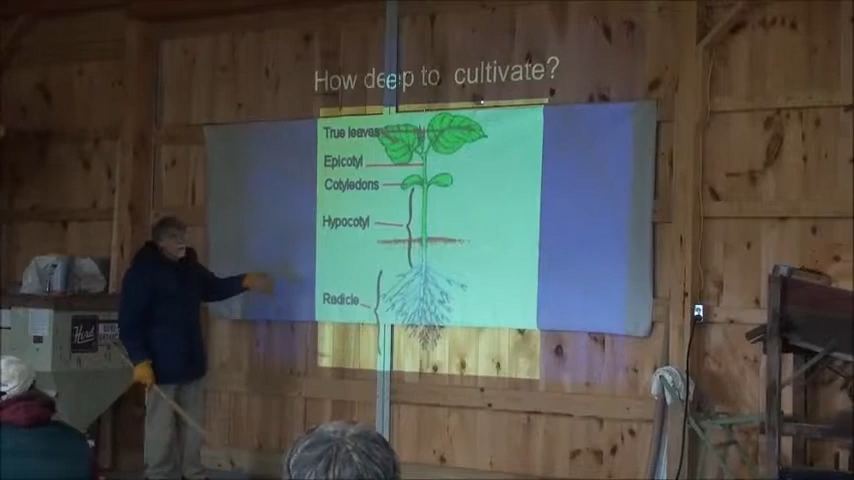 How deep to cultivate?
True leaves
Epicotyl
Cotyledons
Hypocotyl
Radicle